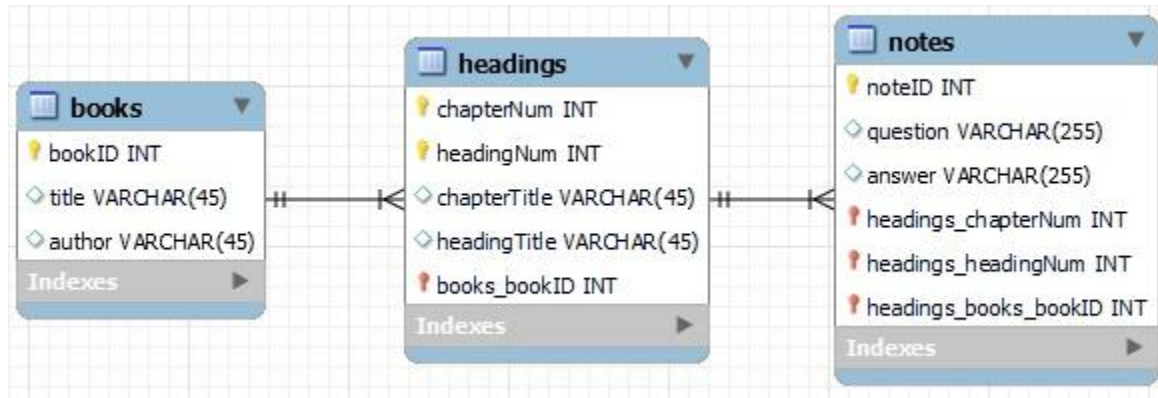 books
bookID INT
title VARCHAR(45)
author VARCHAR(45)
Indexes
headings
chapterNum INT
headingNum INT
chapterTitle VARCHAR(45)
headingTitle VARCHAR(45)
books_bookID INT
Indexes
notes
noteID INT
question VARCHAR(255)
answer VARCHAR(255)
headings_chapterNum INT
headings_headingNum INT
headings_books_bookID INT
Indexes